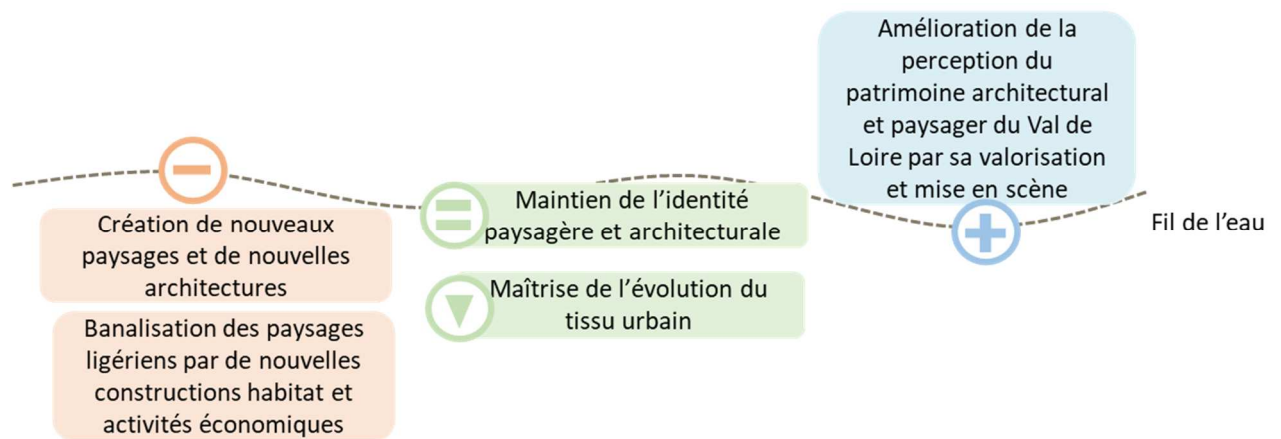 Création de nouveaux
paysages et de nouvelles
architectures
Banalisation des paysages
ligériens par de nouvelles
constructions habitat et
activités économiques
Maintien de l’identité
paysagère et architecturale
Maîtrise de l’évolution du
tissu urbain
Amélioration de la
perception du
patrimoine architectural
et paysager du Val de
Loire par sa valorisation
et mise en scène
Fil de l’eau